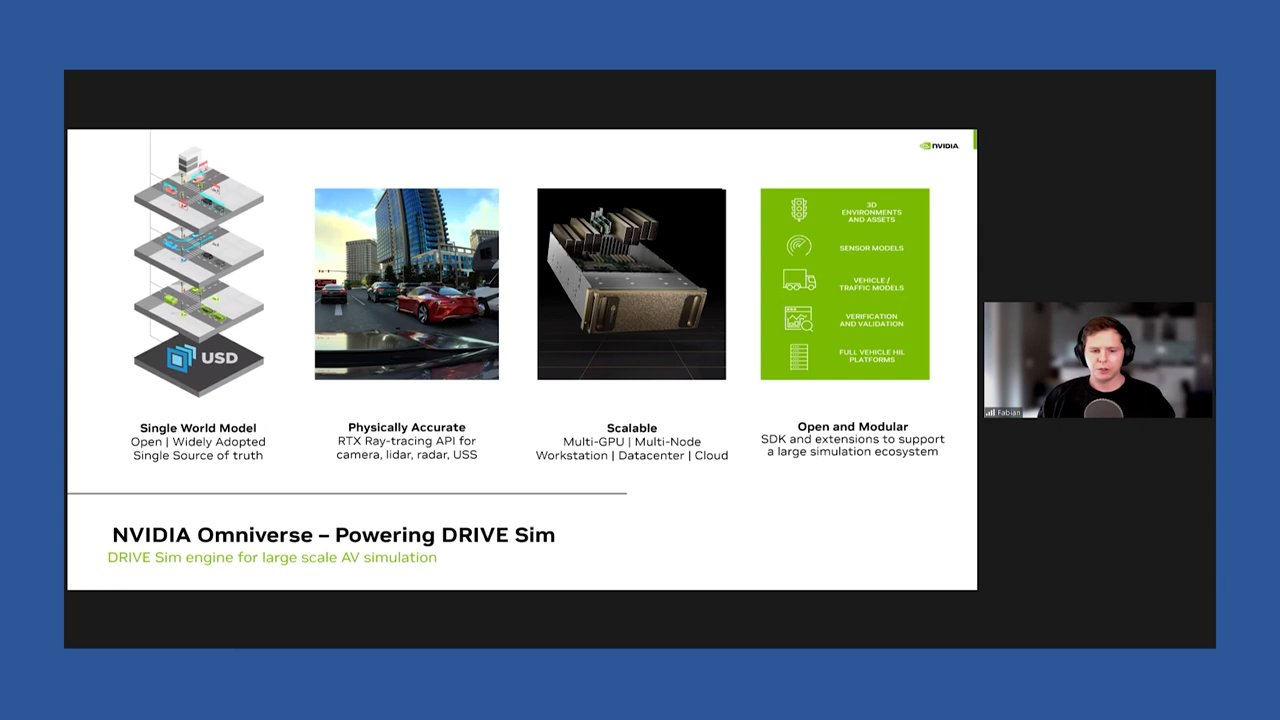 NVIDIA
USD
3D
ENVIRONMENTS
AND ASSETS
SENSOR MODELS
VEHICLE /
TRAFFIC MODELS
VERIFICATION
AND VALIDATION
FULL VEHICLE HIL
PLATFORMS
Single World Model
Open | Widely Adopted
Single Source of truth
Physically Accurate
RTX Ray-tracing API for
camera, lidar, radar, USS
Scalable
Multi-GPU | Multi-Node
Workstation | Datacenter | Cloud
Open and Modular
SDK and extensions to support
a large simulation ecosystem
NVIDIA Omniverse – Powering DRIVE Sim
DRIVE Sim engine for large scale AV simulation
Fabian